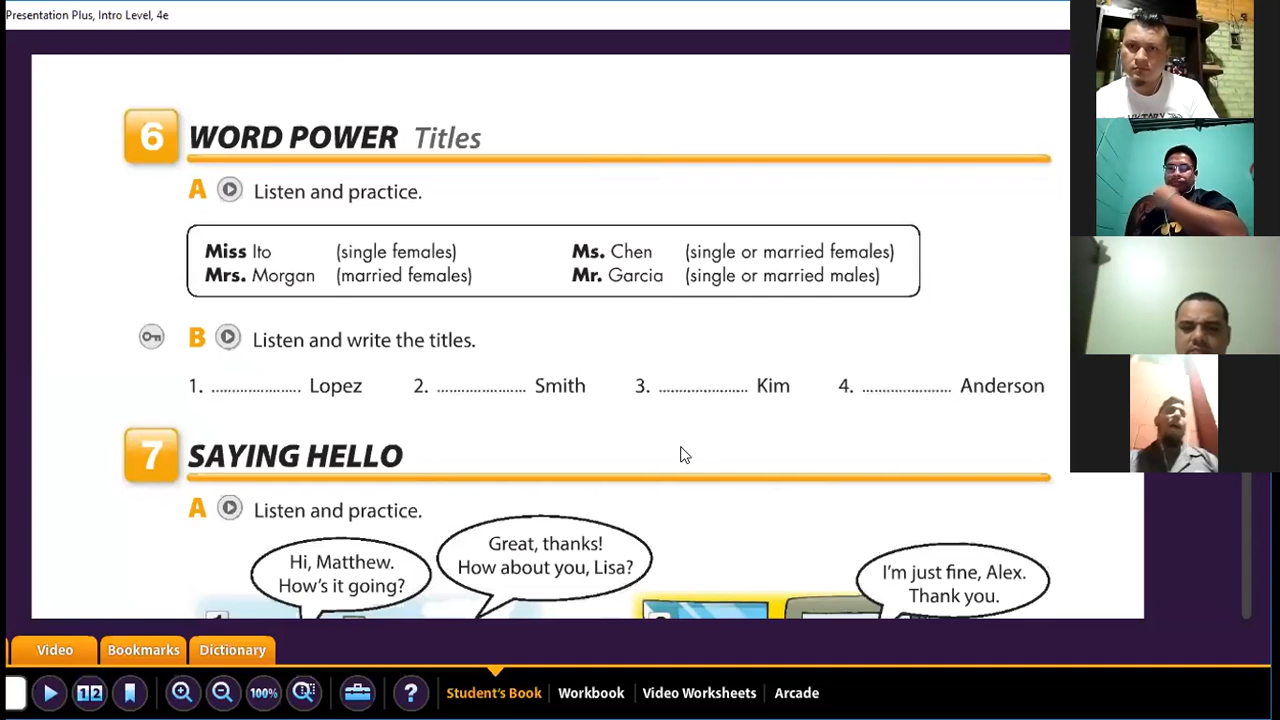 Presentation Plus, Intro Level, 4e
6 WORD POWER Titles
A Listen and practice.
Miss Ito (single females) Ms. Chen (single or married females)
Mrs. Morgan (married females) Mr. Garcia (single or married males)
B Listen and write the titles.
1. .................... Lopez 2. .................... Smith 3. .................... Kim 4. .................... Anderson
7 SAYING HELLO
A Listen and practice.
Hi, Matthew.
How's it going?
Great, thanks!
How about you, Lisa?
I'm just fine, Alex.
Thank you.
Video Bookmarks Dictionary
12 100% ? Student's Book Workbook Video Worksheets Arcade